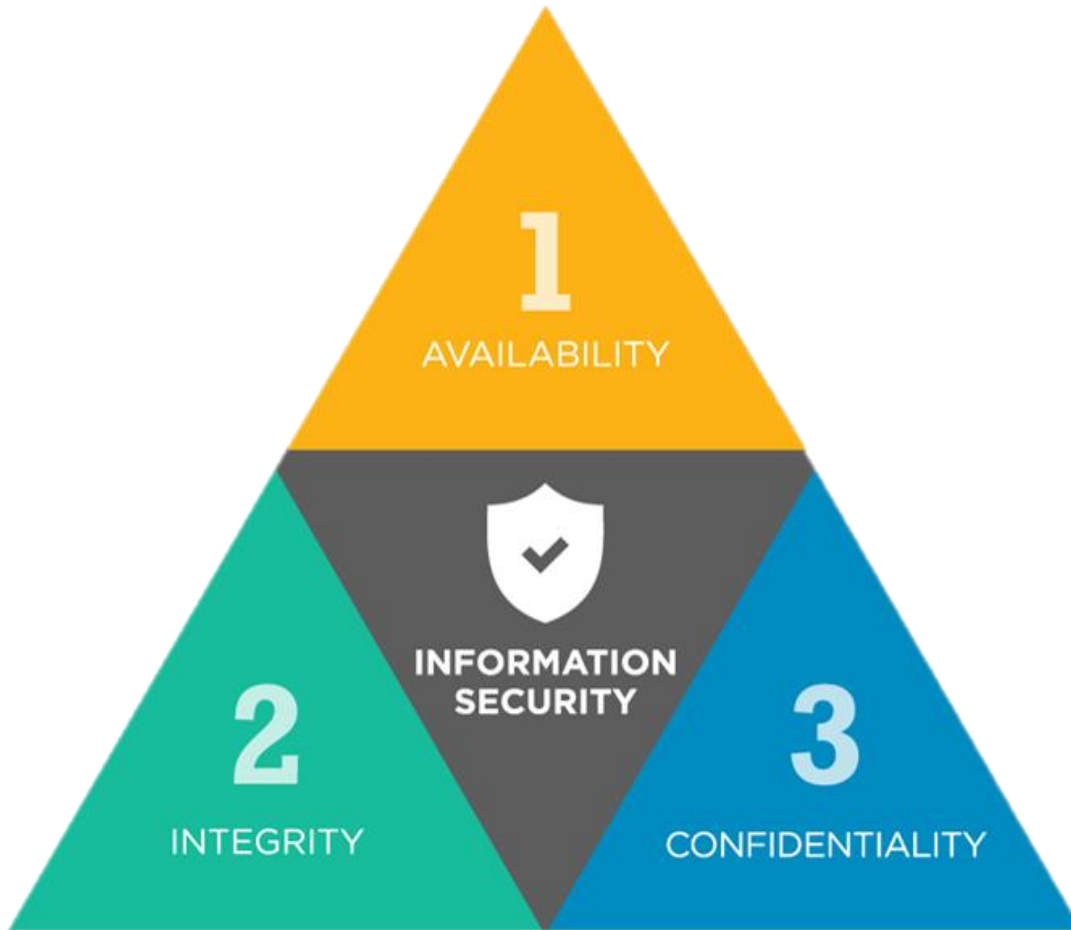 1
AVAILABILITY
INFORMATION
SECURITY
2
INTEGRITY
3
CONFIDENTIALITY